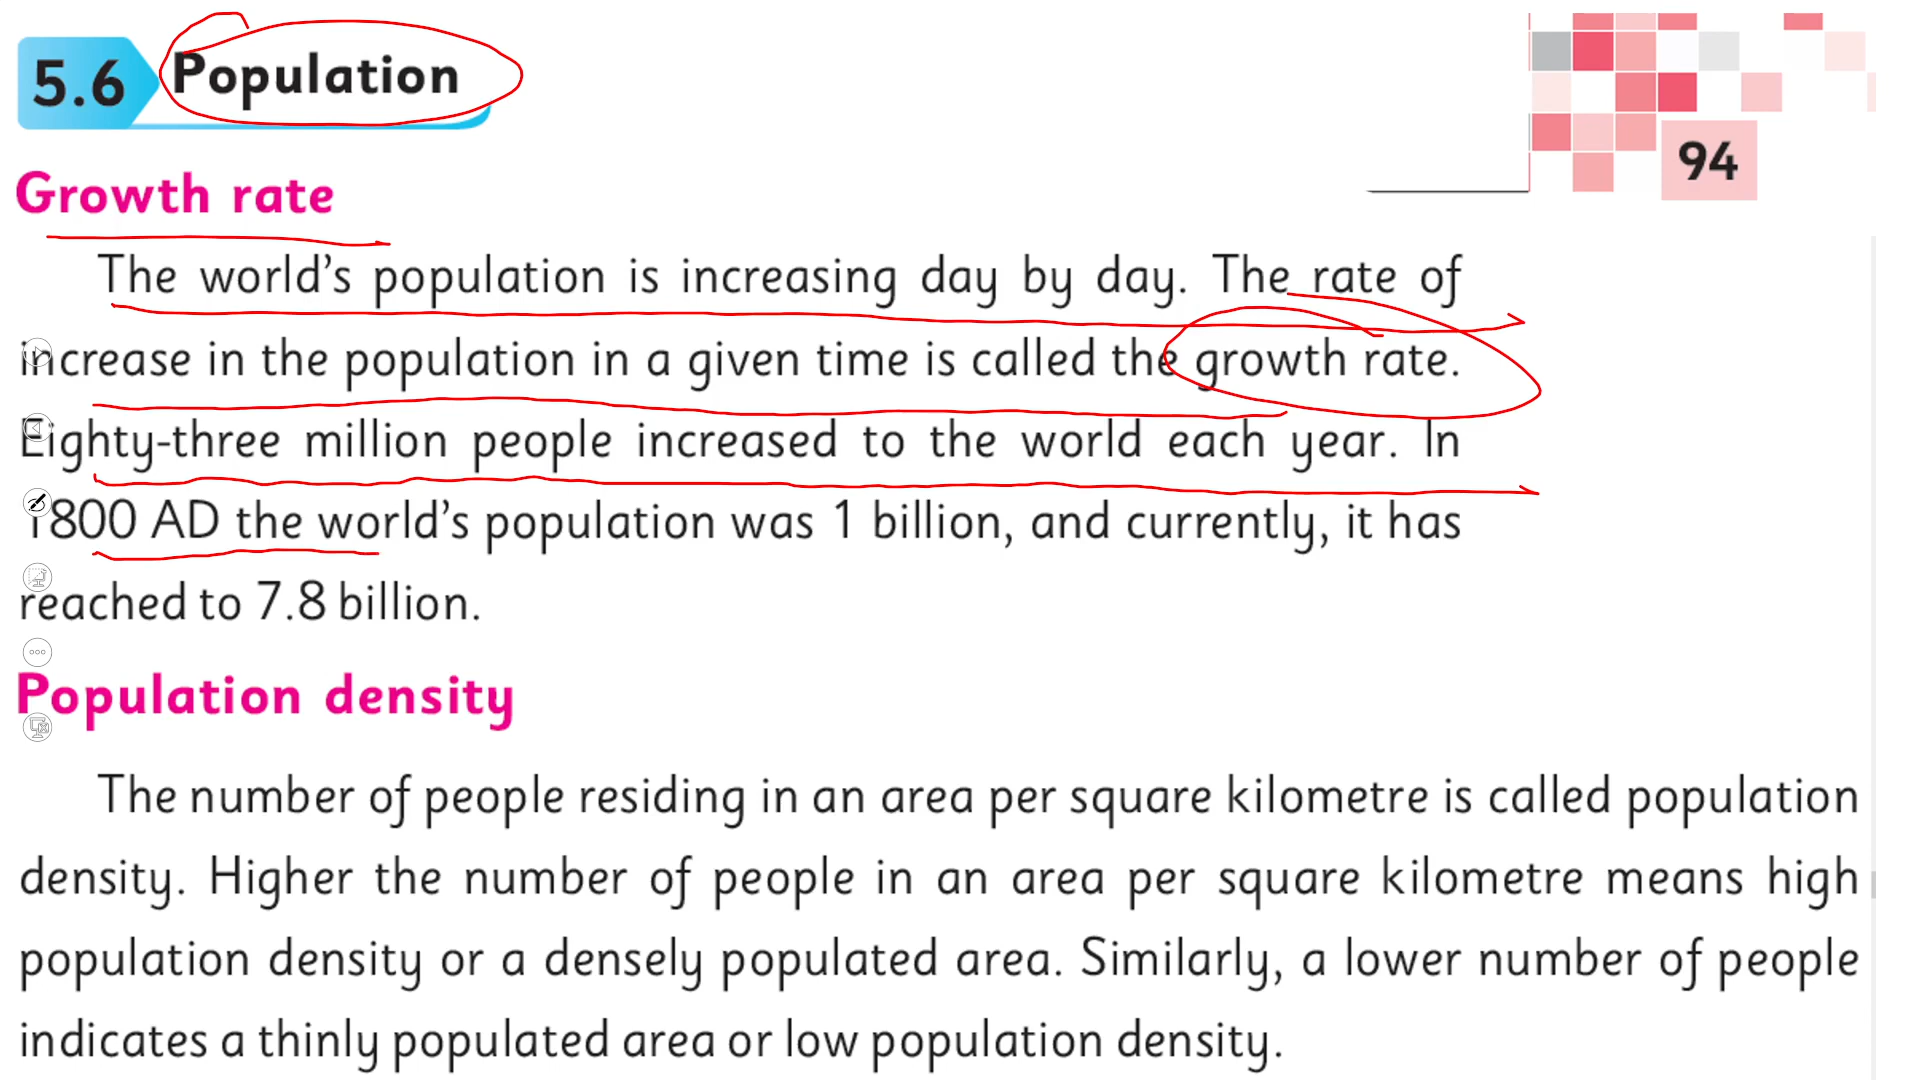 5.6 Population
94
Growth rate
The world's population is increasing day by day. The rate of
increase in the population in a given time is called the growth rate.
Eighty-three million people increased to the world each year. In
1800 AD the world's population was 1 billion, and currently, it has
reached to 7.8 billion.
Population density
The number of people residing in an area per square kilometre is called population
density. Higher the number of people in an area per square kilometre means high
population density or a densely populated area. Similarly, a lower number of people
indicates a thinly populated area or low population density.